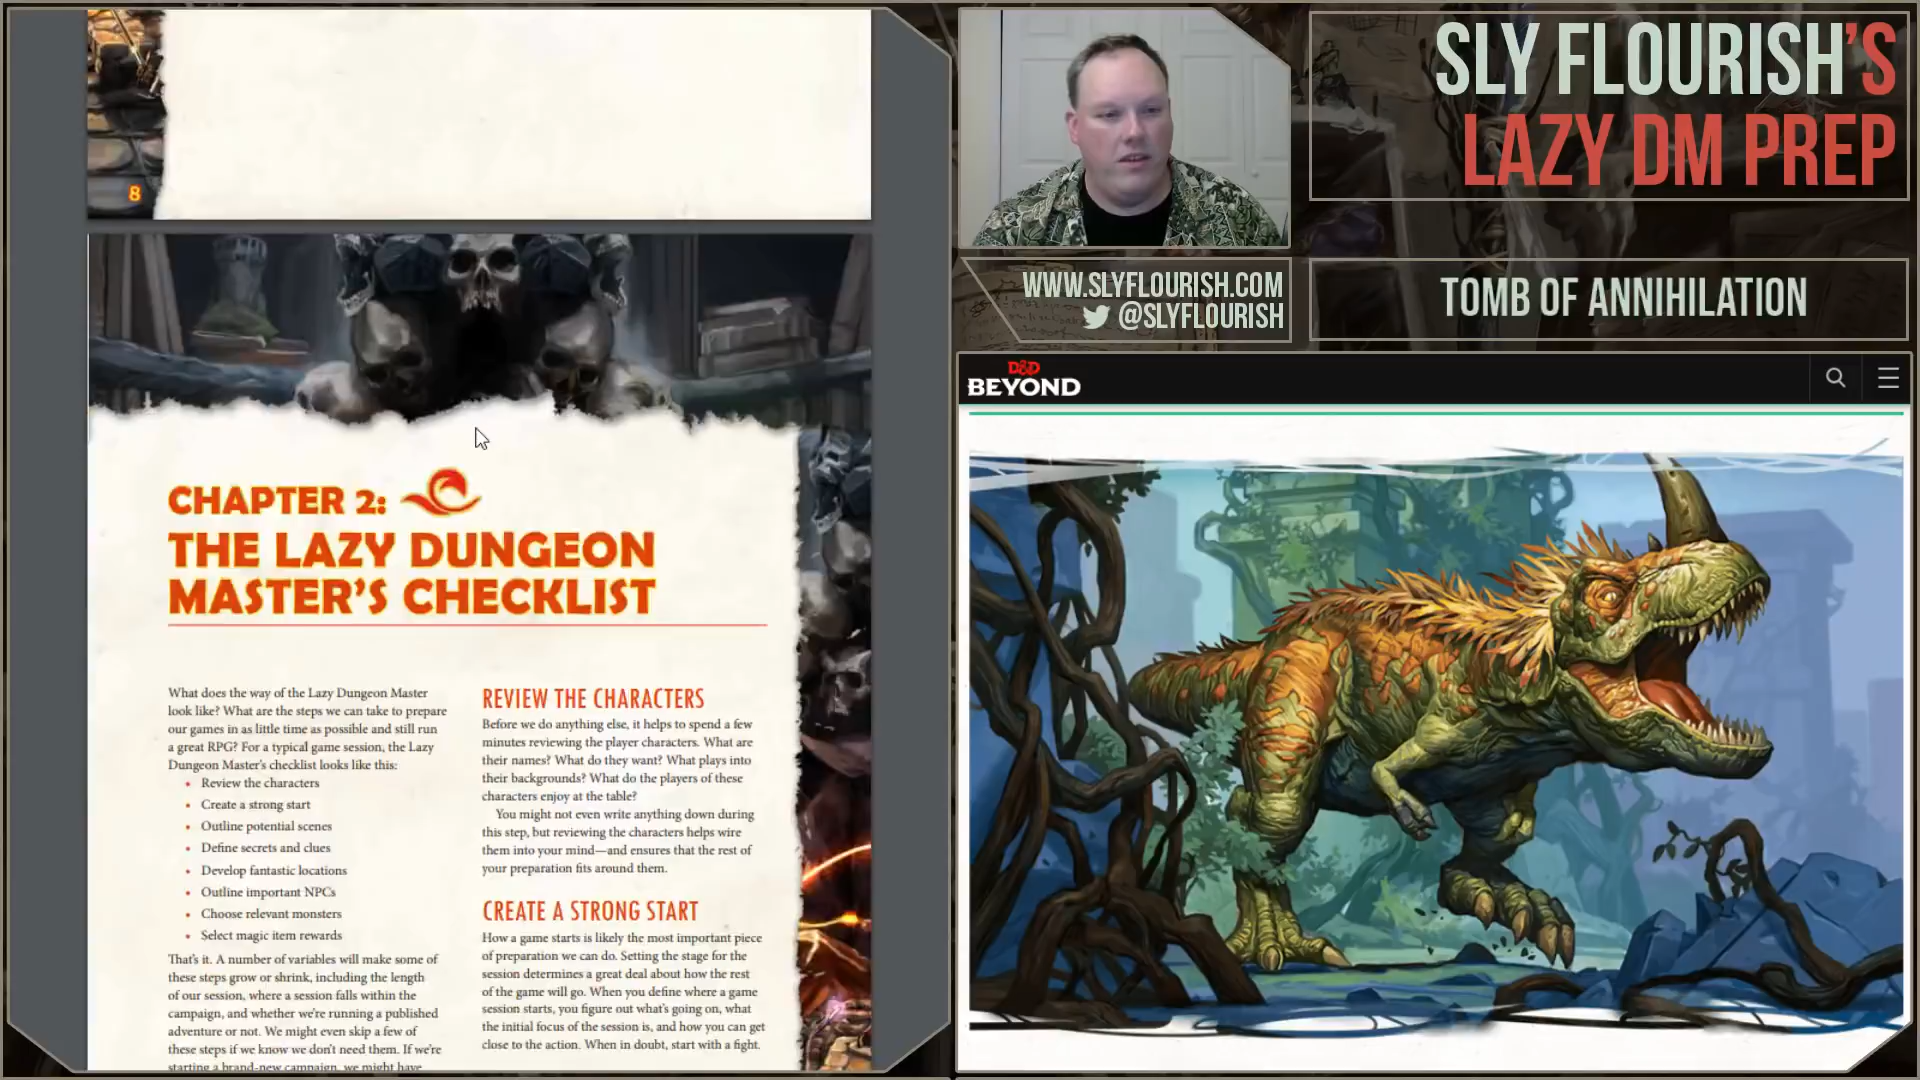 8
CHAPTER 2:
THE LAZY DUNGEON
MASTER'S CHECKLIST
What does the way of the Lazy Dungeon Master
look like? What are the steps we can take to prepare
our games in as little time as possible and still run
a great RPG? For a typical game session, the Lazy
Dungeon Master's checklist looks like this:
• Review the characters
• Create a strong start
• Outline potential scenes
• Define secrets and clues
• Develop fantastic locations
• Outline important NPCs
• Choose relevant monsters
• Select magic item rewards
That's it. A number of variables will make some of
these steps grow or shrink, including the length
of our session, where a session falls within the
campaign, and whether we're running a published
adventure or not. We might even skip a few of
these steps if we know we don't need them. If we're
starting a brand-new campaign, we might have
REVIEW THE CHARACTERS
Before we do anything else, it helps to spend a few
minutes reviewing the player characters. What are
their names? What do they want? What plays into
their backgrounds? What do the players of these
characters enjoy at the table?
You might not even write anything down during
this step, but reviewing the characters helps wire
them into your mind—and ensures that the rest of
your preparation fits around them.
CREATE A STRONG START
How a game starts is likely the most important piece
of preparation we can do. Setting the stage for the
session determines a great deal about how the rest
of the game will go. When you define where a game
session starts, you figure out what's going on, what
the initial focus of the session is, and how you can get
close to the action. When in doubt, start with a fight.
SLY FLOURISH'S
LAZY DM PREP
WWW.SLYFLOURISH.COM
@SLYFLOURISH
TOMB OF ANNIHILATION
D&D
BEYOND